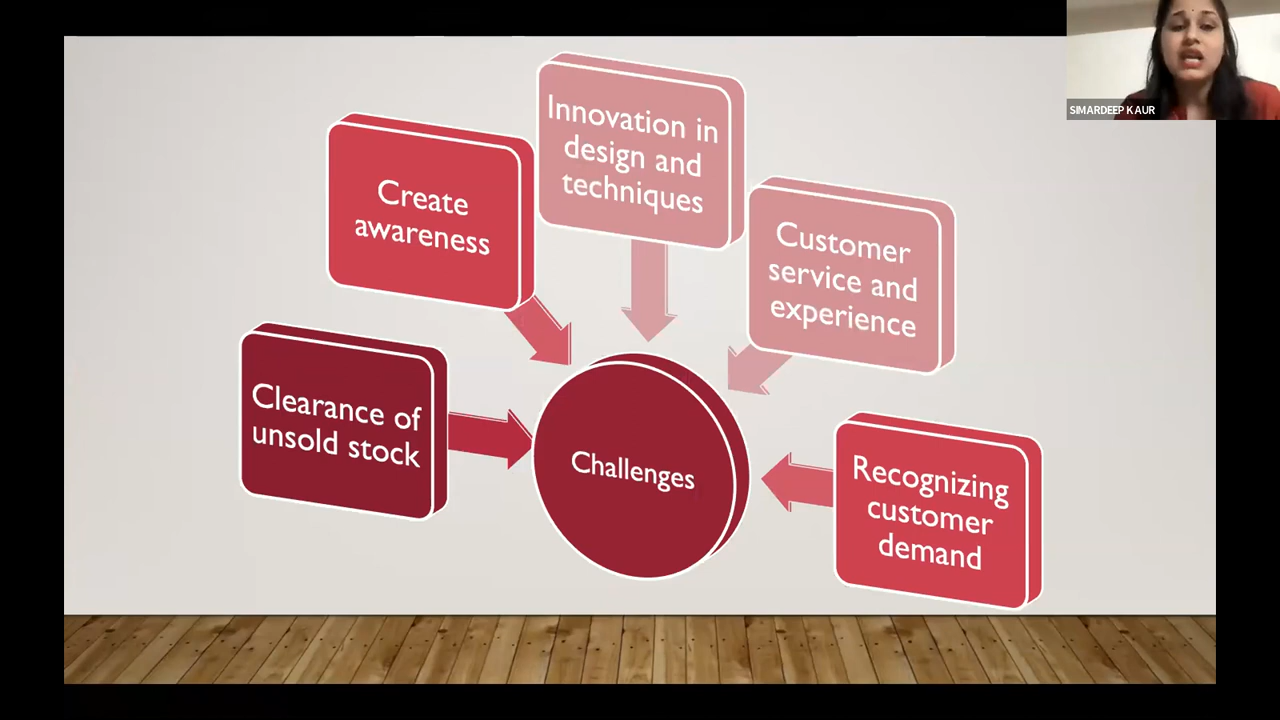 SIMARDEEP KAUR
Innovation in
design and
techniques
Create
awareness
Customer
service and
experience
Clearance of
unsold stock
Challenges
Recognizing
customer
demand